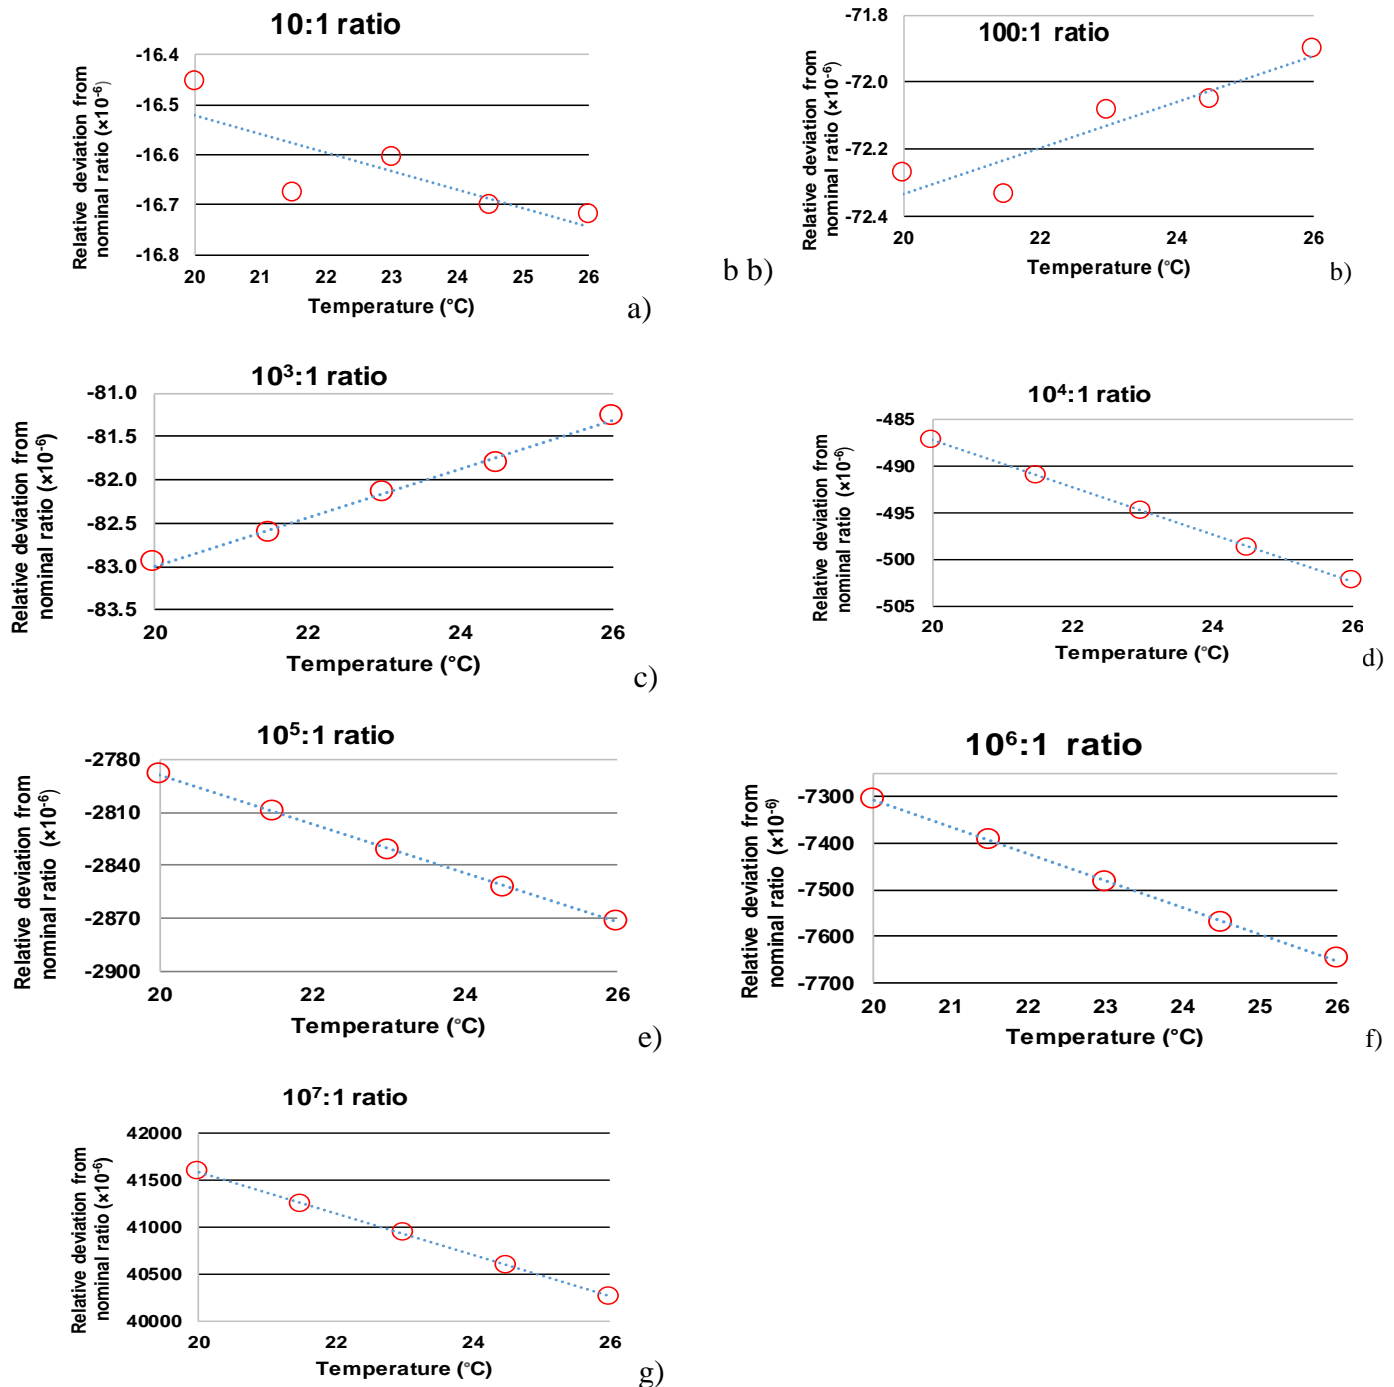 10:1 ratio
Relative deviation from
nominal ratio (×10⁻⁶)
-16.4
-16.5
-16.6
-16.7
-16.8
20 21 22 23 24 25 26
Temperature (°C)
a)
b b)
100:1 ratio
Relative deviation from
nominal ratio (×10⁻⁶)
-71.8
-72.0
-72.2
-72.4
20 22 24 26
Temperature (°C)
b)
10³:1 ratio
Relative deviation from
nominal ratio (×10⁻⁶)
-81.0
-81.5
-82.0
-82.5
-83.0
-83.5
20 22 24 26
Temperature (°C)
c)
10⁴:1 ratio
Relative deviation from
nominal ratio (×10⁻⁶)
-485
-490
-495
-500
-505
20 22 24 26
Temperature (°C)
d)
10⁵:1 ratio
Relative deviation from
nominal ratio (×10⁻⁶)
-2780
-2810
-2840
-2870
-2900
20 22 24 26
Temperature (°C)
e)
10⁶:1 ratio
Relative deviation from
nominal ratio (×10⁻⁶)
-7300
-7400
-7500
-7600
-7700
20 21 22 23 24 25 26
Temperature (°C)
f)
10⁷:1 ratio
Relative deviation from
nominal ratio (×10⁻⁶)
42000
41500
41000
40500
40000
20 22 24 26
Temperature (°C)
g)